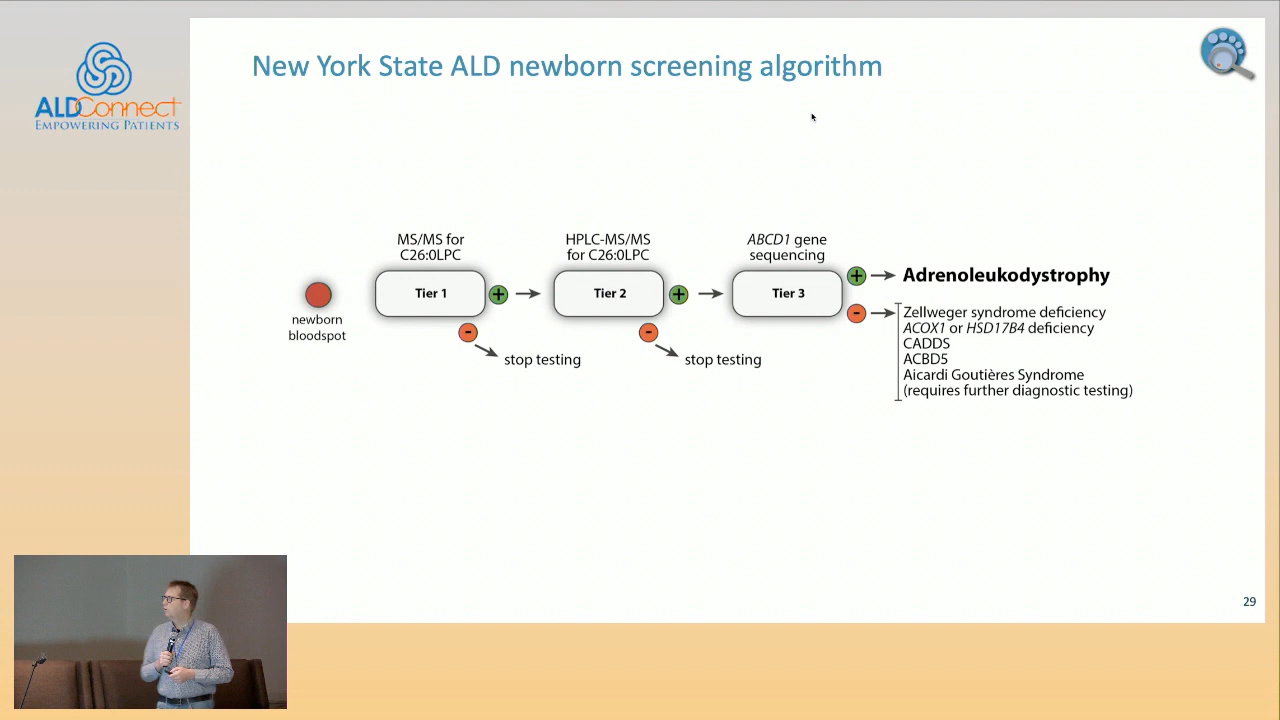 New York State ALD newborn screening algorithm
ALDConnect
EMPOWERING PATIENTS
MS/MS for
C26:0LPC
HPLC-MS/MS
for C26:0LPC
ABCD1 gene
sequencing
newborn
bloodspot
Tier 1
+
-
stop testing
Tier 2
+
-
stop testing
Tier 3
+
Adrenoleukodystrophy
-
Zellweger syndrome deficiency
ACOX1 or HSD17B4 deficiency
CADDS
ACBD5
Aicardi Goutières Syndrome
(requires further diagnostic testing)
29